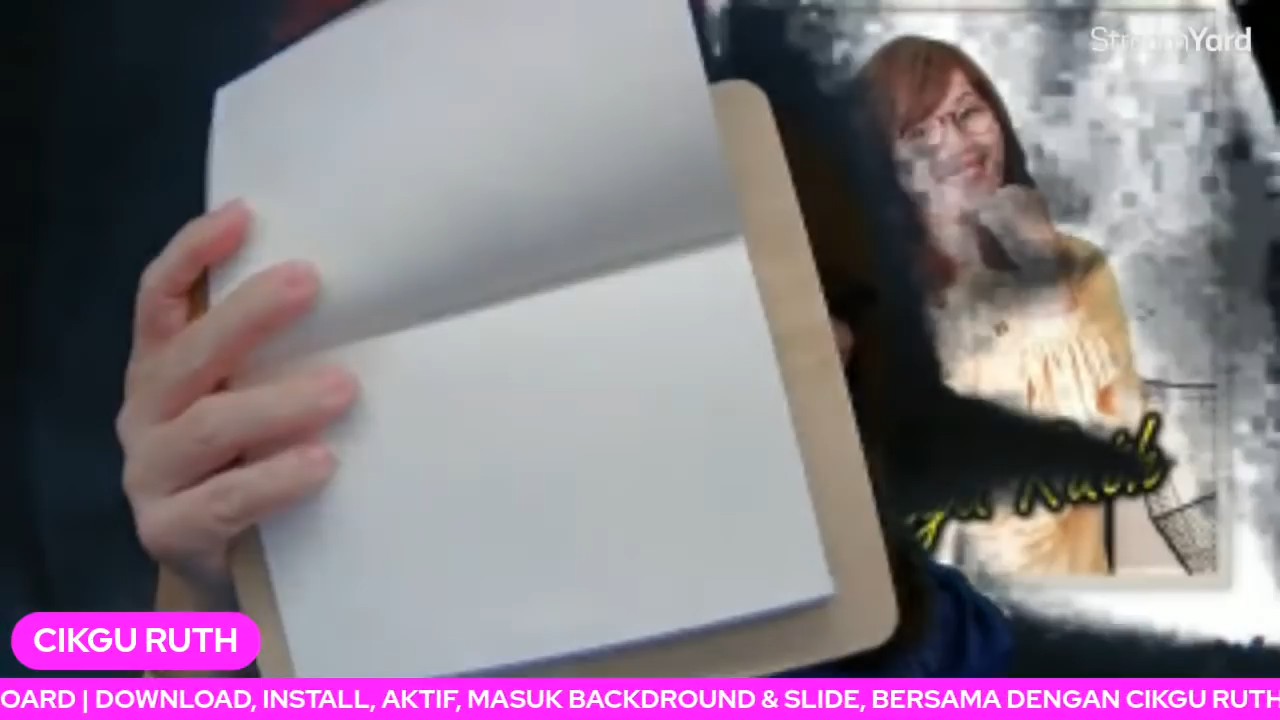 StreamYard
CIKGU RUTH
OARD | DOWNLOAD, INSTALL, AKTIF, MASUK BACKDROUND & SLIDE, BERSAMA DENGAN CIKGU RUTH